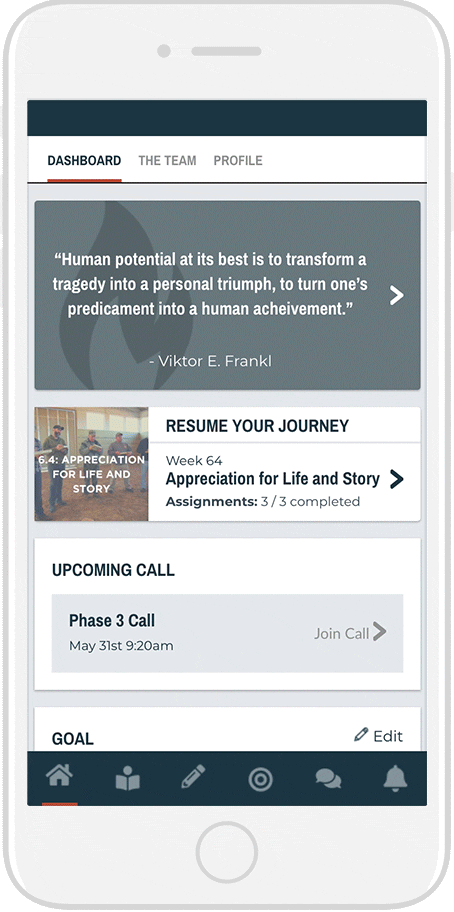 DASHBOARD THE TEAM PROFILE
“Human potential at its best is to transform a
tragedy into a personal triumph, to turn one’s
predicament into a human acheivement.”
- Viktor E. Frankl
6.4: APPRECIATION
FOR LIFE AND
STORY
RESUME YOUR JOURNEY
Week 64
Appreciation for Life and Story
Assignments: 3 / 3 completed
UPCOMING CALL
Phase 3 Call
May 31st 9:20am
Join Call
GOAL
Edit